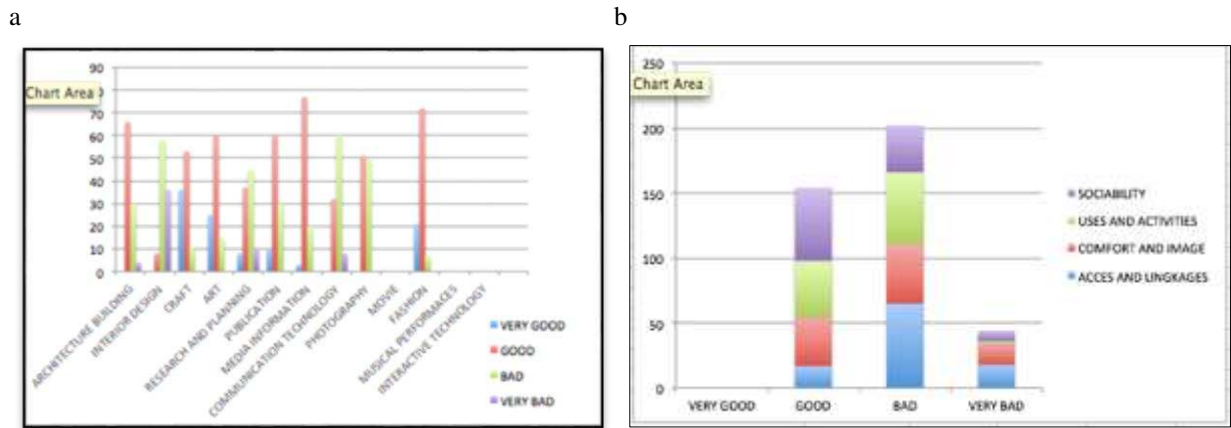 a
b
90
Chart Area
70
60
50
40
30
20
10
0
ARCHITECTURE BUILDING
INTERIOR DESIGN
CRAFT
ART
RESEARCH AND PLANNING
PUBLICATION
MEDIA INFORMATION
COMMUNICATION TECHNOLOGY
PHOTOGRAPHY
MOVIE
FASHION
MUSICAL PERFORMACES
INTERACTIVE TECHNOLOGY
VERY GOOD
GOOD
BAD
VERY BAD
250
Chart Area
200
150
100
50
0
VERY GOOD
GOOD
BAD
VERY BAD
SOCIABILITY
USES AND ACTIVITIES
COMFORT AND IMAGE
ACCES AND LINGKAGES